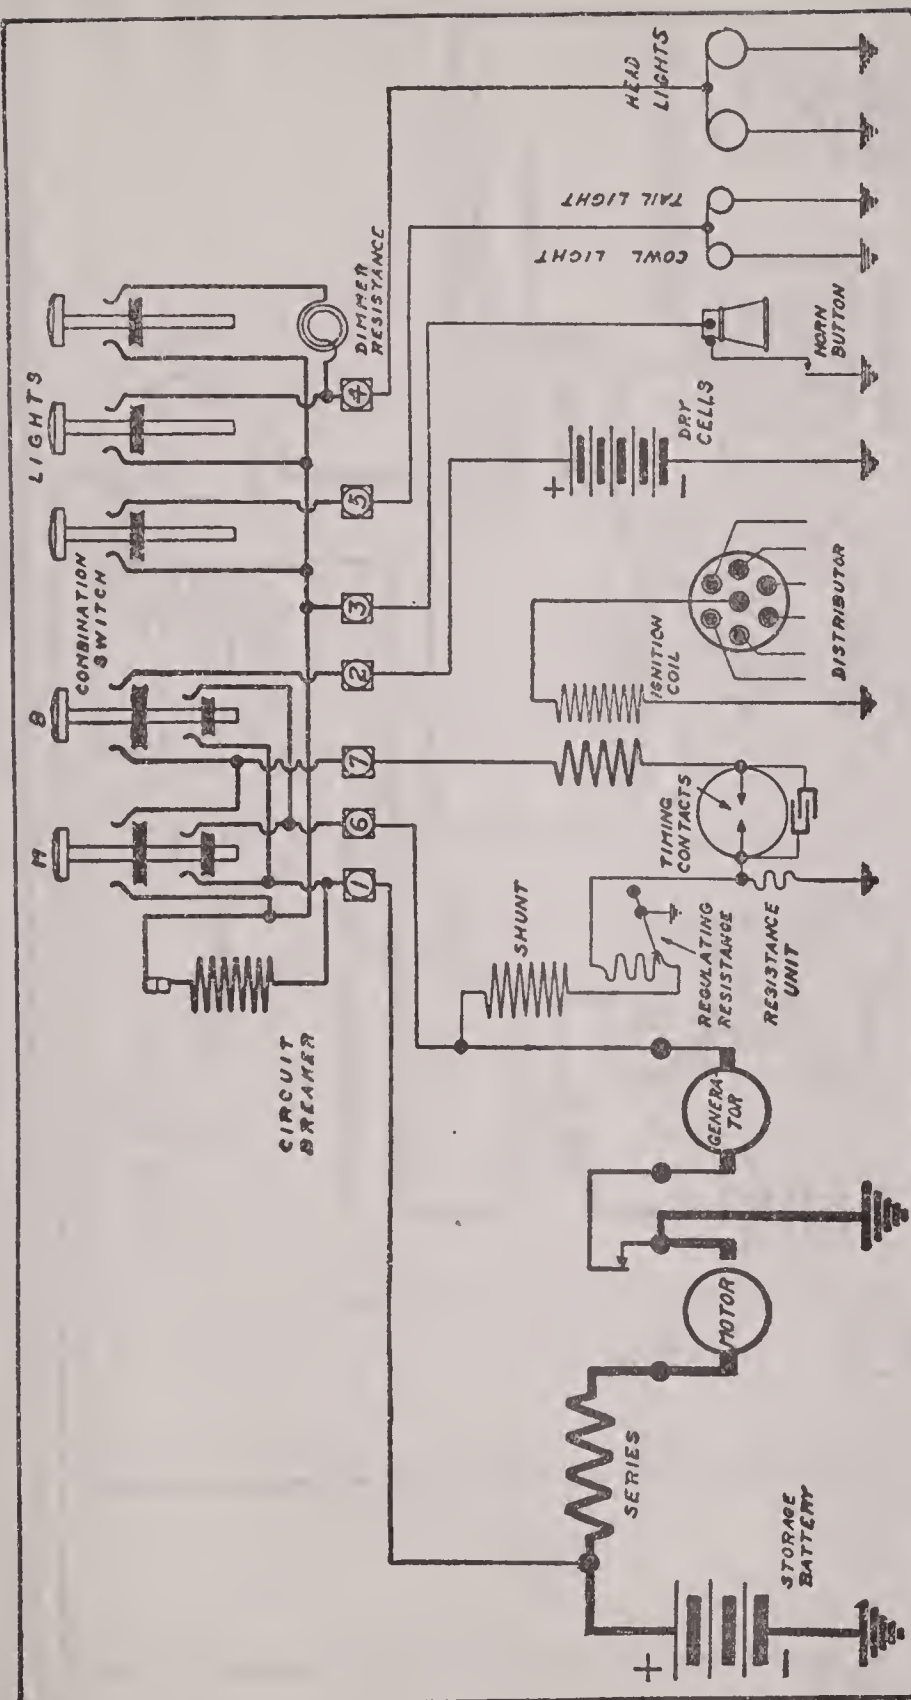 M
B
LIGHTS
COMBINATION
SWITCH
CIRCUIT
BREAKER
1
6
7
2
3
5
4
DIMMER
RESISTANCE
SERIES
SHUNT
REGULATING
RESISTANCE
RESISTANCE
UNIT
TIMING
CONTACTS
IGNITION
COIL
+
DRY
CELLS
-
COWL LIGHT
TAIL LIGHT
HEAD
LIGHTS
+
STORAGE
BATTERY
-
MOTOR
GENERA-
TOR
DISTRIBUTOR
HORN
BUTTON